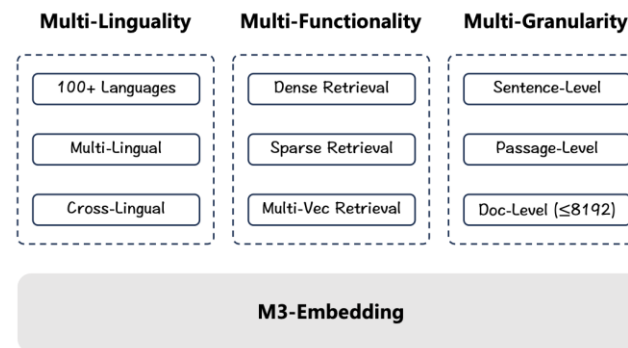 Multi-Linguality
100+ Languages
Multi-Lingual
Cross-Lingual
Multi-Functionality
Dense Retrieval
Sparse Retrieval
Multi-Vec Retrieval
Multi-Granularity
Sentence-Level
Passage-Level
Doc-Level (≤8192)
M3-Embedding